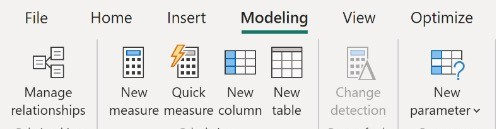 File Home Insert Modeling View Optimize
Manage relationships
New measure
Quick measure
New column
New table
Change detection
New parameter